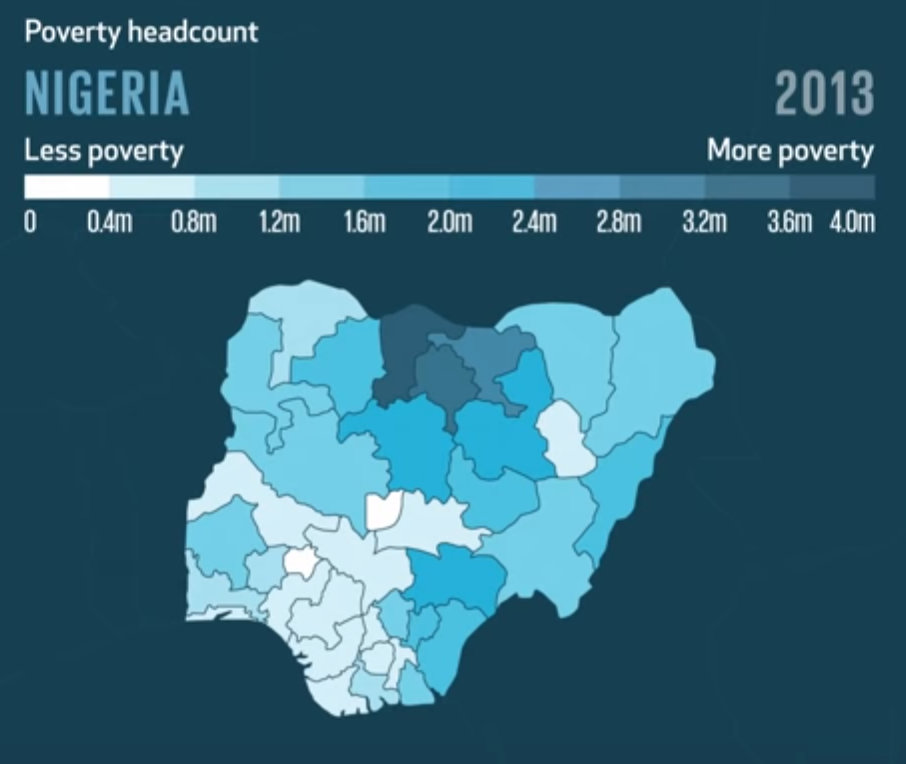 Poverty headcount
NIGERIA 2013
Less poverty More poverty
0 0.4m 0.8m 1.2m 1.6m 2.0m 2.4m 2.8m 3.2m 3.6m 4.0m